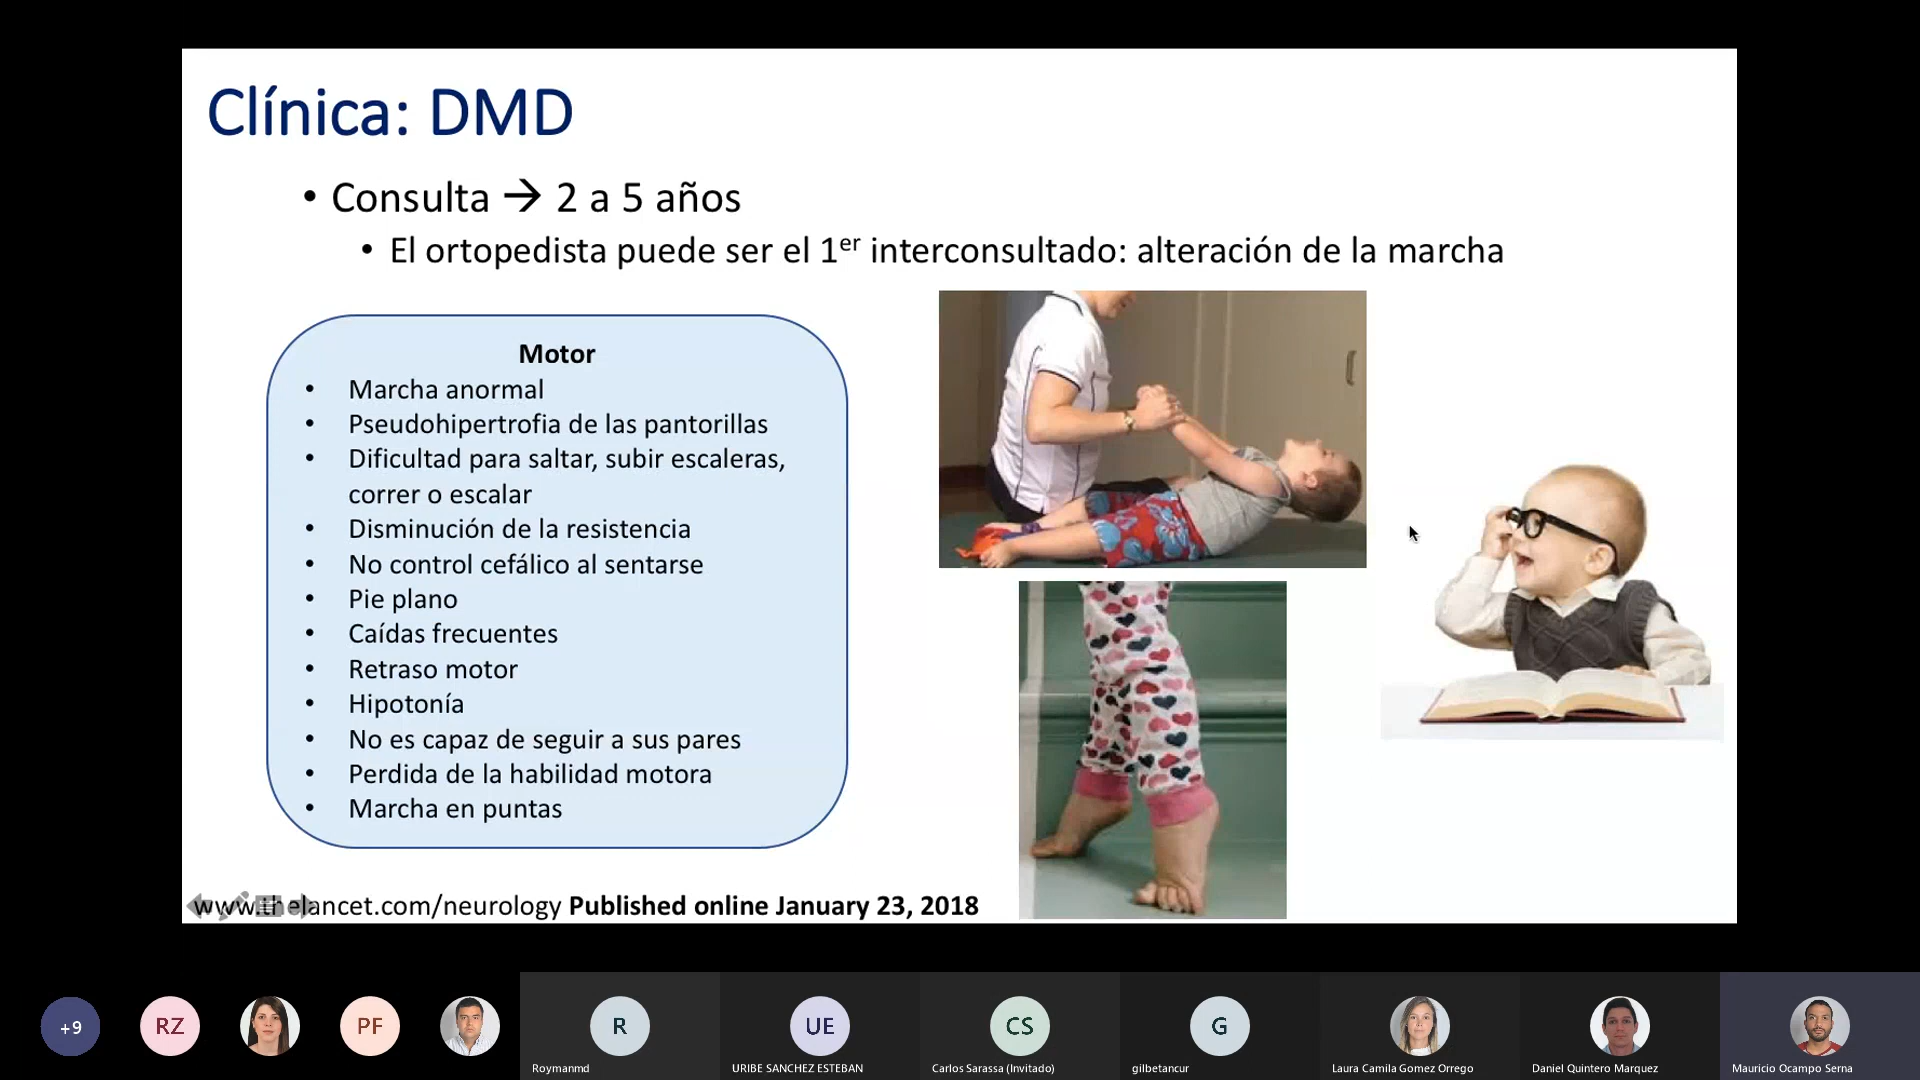 Clínica: DMD
• Consulta → 2 a 5 años
• El ortopedista puede ser el 1er interconsultado: alteración de la marcha
Motor
• Marcha anormal
• Pseudohipertrofia de las pantorillas
• Dificultad para saltar, subir escaleras,
correr o escalar
• Disminución de la resistencia
• No control cefálico al sentarse
• Pie plano
• Caídas frecuentes
• Retraso motor
• Hipotonía
• No es capaz de seguir a sus pares
• Perdida de la habilidad motora
• Marcha en puntas
www.thelancet.com/neurology Published online January 23, 2018
+9
RZ
PF
R
UE
CS
G
Roymanmd
URIBE SANCHEZ ESTEBAN
Carlos Sarassa (Invitado)
gilbetancur
Laura Camila Gomez Orrego
Daniel Quintero Marquez
Mauricio Ocampo Serna